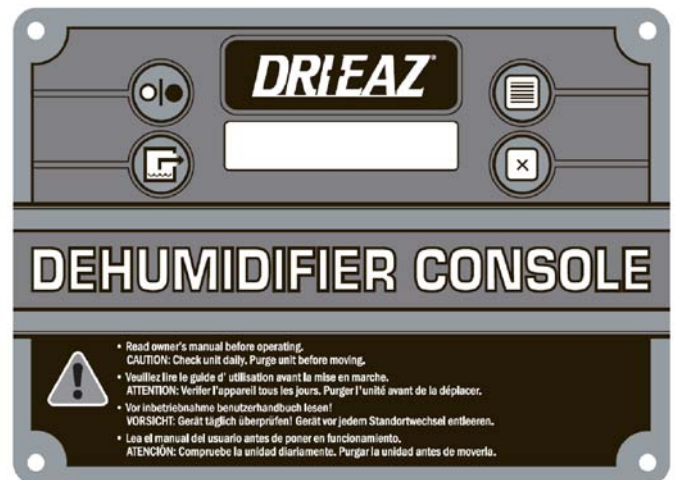 DRI-EAZ
DEHUMIDIFIER CONSOLE
• Read owner's manual before operating.
CAUTION: Check unit daily. Purge unit before moving.
• Veuillez lire le guide d' utilisation avant la mise en marche.
ATTENTION: Verifer l'appareil tous les jours. Purger l'unité avant de la déplacer.
• Vor inbetriebnahme benutzerhandbuch lesen!
VORSICHT: Gerät täglich überprüfen! Gerät vor jedem Standortwechsel entleeren.
• Lea el manual del usuario antes de poner en funcionamiento.
ATENCIÓN: Compruebe la unidad diariamente. Purgar la unidad antes de moverla.